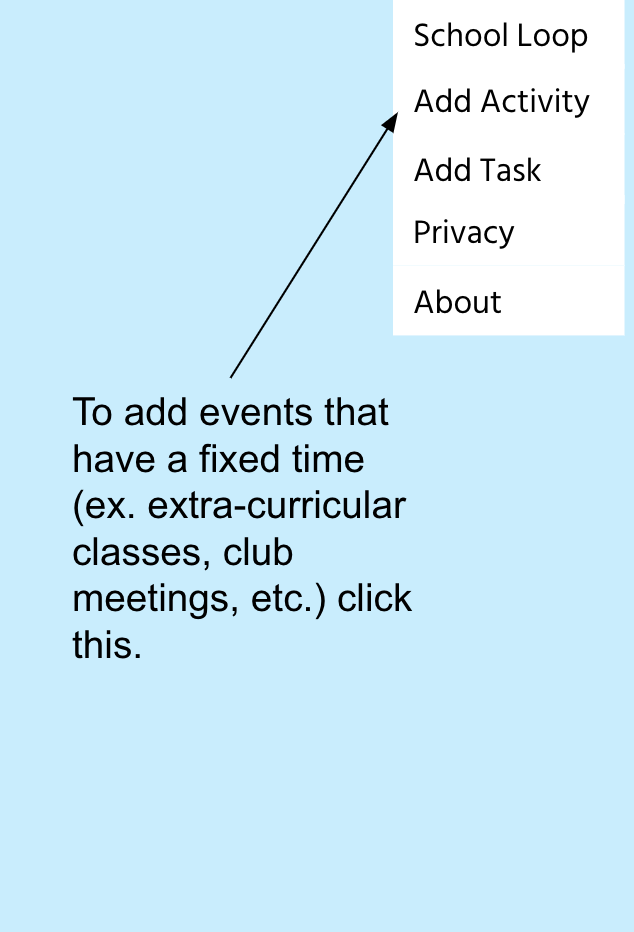 School Loop
Add Activity
Add Task
Privacy
About
To add events that
have a fixed time
(ex. extra-curricular
classes, club
meetings, etc.) click
this.